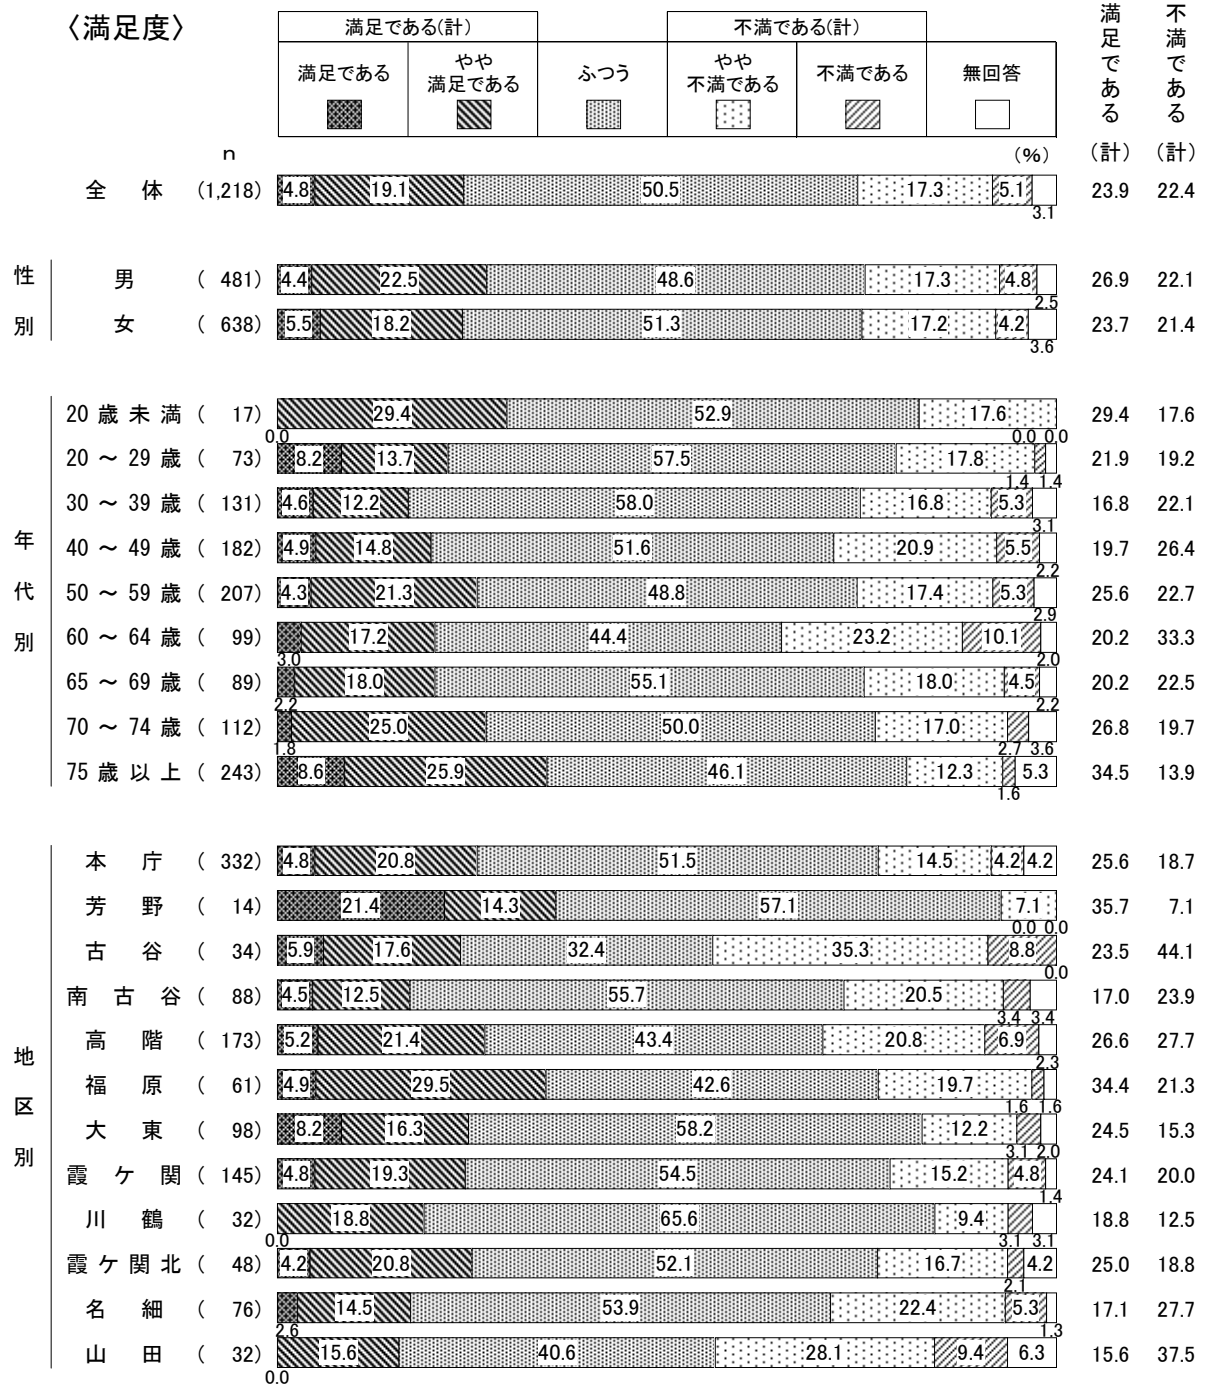 〈満足度〉
満足である(計) 不満である(計)
満足である やや満足である ふつう やや不満である 不満である 無回答
満足である(計) 不満である(計)
n (%)
全体 (1,218) 4.8 19.1 50.5 17.3 5.1 3.1 23.9 22.4
性別
男 (481) 4.4 22.5 48.6 17.3 4.8 2.5 26.9 22.1
女 (638) 5.5 18.2 51.3 17.2 4.2 3.6 23.7 21.4
年代別
20歳未満 (17) 0.0 29.4 52.9 17.6 0.0 0.0 29.4 17.6
20～29歳 (73) 8.2 13.7 57.5 17.8 1.4 1.4 21.9 19.2
30～39歳 (131) 4.6 12.2 58.0 16.8 5.3 3.1 16.8 22.1
40～49歳 (182) 4.9 14.8 51.6 20.9 5.5 2.2 19.7 26.4
50～59歳 (207) 4.3 21.3 48.8 17.4 5.3 2.9 25.6 22.7
60～64歳 (99) 3.0 17.2 44.4 23.2 10.1 2.0 20.2 33.3
65～69歳 (89) 2.2 18.0 55.1 18.0 4.5 2.2 20.2 22.5
70～74歳 (112) 1.8 25.0 50.0 17.0 2.7 3.6 26.8 19.7
75歳以上 (243) 8.6 25.9 46.1 12.3 1.6 5.3 34.5 13.9
地区別
本庁 (332) 4.8 20.8 51.5 14.5 4.2 4.2 25.6 18.7
芳野 (14) 21.4 14.3 57.1 7.1 0.0 0.0 35.7 7.1
古谷 (34) 5.9 17.6 32.4 35.3 8.8 0.0 23.5 44.1
南古谷 (88) 4.5 12.5 55.7 20.5 3.4 3.4 17.0 23.9
高階 (173) 5.2 21.4 43.4 20.8 6.9 2.3 26.6 27.7
福原 (61) 4.9 29.5 42.6 19.7 1.6 1.6 34.4 21.3
大東 (98) 8.2 16.3 58.2 12.2 3.1 2.0 24.5 15.3
霞ケ関 (145) 4.8 19.3 54.5 15.2 4.8 1.4 24.1 20.0
川鶴 (32) 0.0 18.8 65.6 9.4 3.1 3.1 18.8 12.5
霞ケ関北 (48) 4.2 20.8 52.1 16.7 2.1 4.2 25.0 18.8
名細 (76) 2.6 14.5 53.9 22.4 5.3 1.3 17.1 27.7
山田 (32) 0.0 15.6 40.6 28.1 9.4 6.3 15.6 37.5